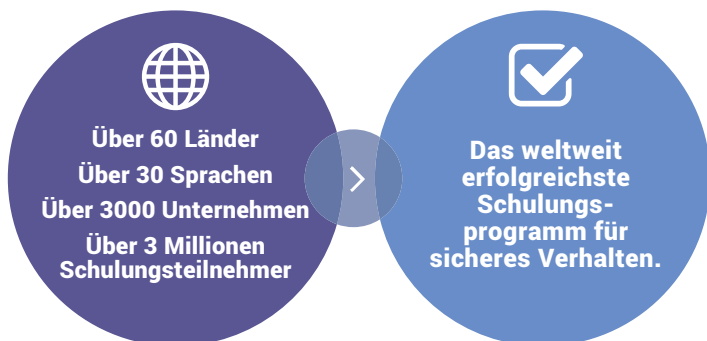 Über 60 Länder
Über 30 Sprachen
Über 3000 Unternehmen
Über 3 Millionen
Schulungsteilnehmer
Das weltweit
erfolgreichste
Schulungs-
programm für
sicheres Verhalten.